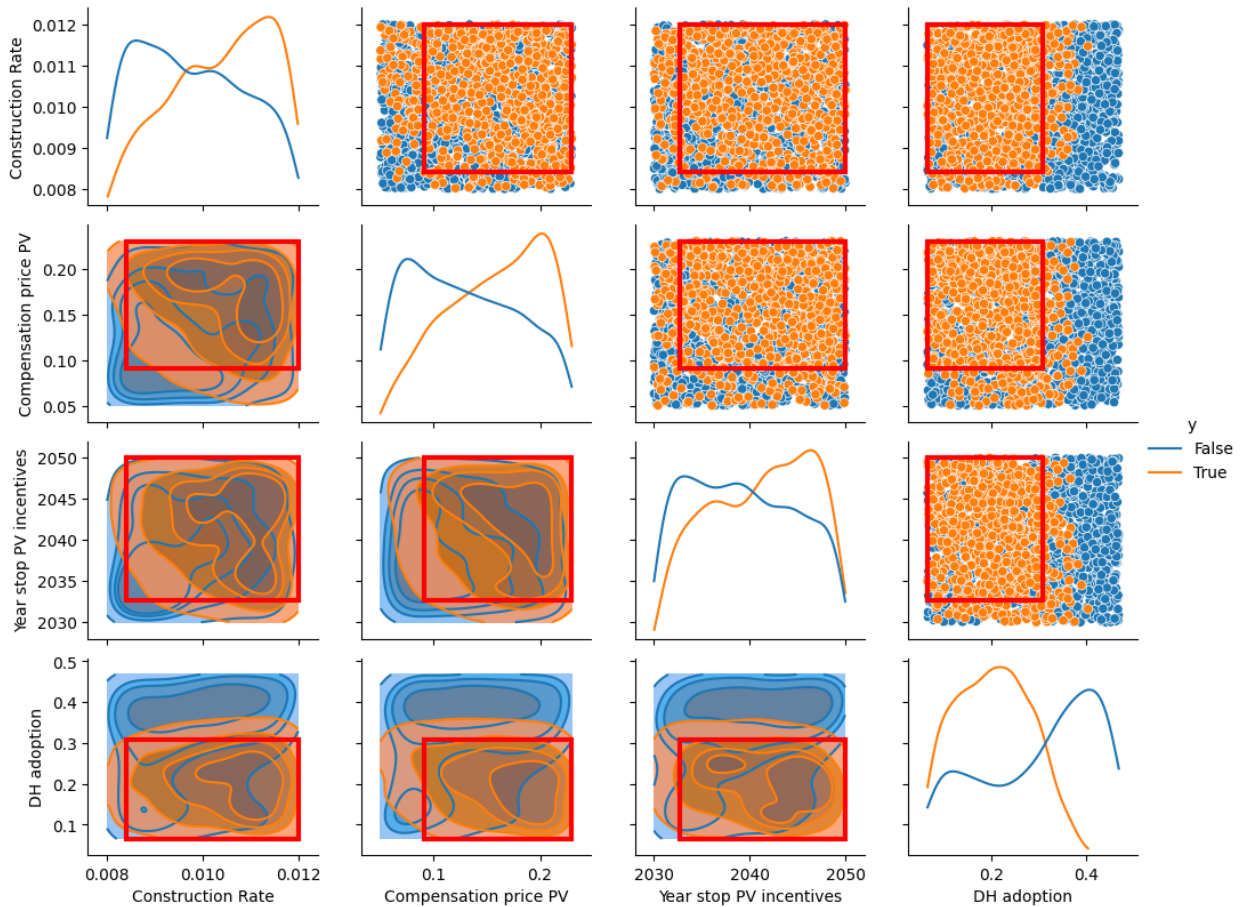 Construction Rate
0.012
0.011
0.010
0.009
0.008
Compensation price PV
0.20
0.15
0.10
0.05
y
False
True
Year stop PV incentives
2050
2045
2040
2035
2030
DH adoption
0.5
0.4
0.3
0.2
0.1
0.008 0.010 0.012
0.1 0.2
2030 2040 2050
0.2 0.4
Construction Rate
Compensation price PV
Year stop PV incentives
DH adoption